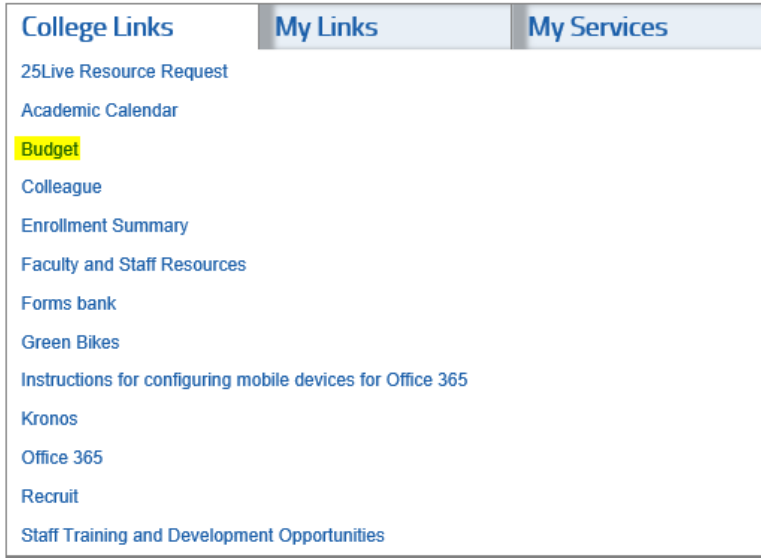 College Links
My Links
My Services
25Live Resource Request
Academic Calendar
Budget
Colleague
Enrollment Summary
Faculty and Staff Resources
Forms bank
Green Bikes
Instructions for configuring mobile devices for Office 365
Kronos
Office 365
Recruit
Staff Training and Development Opportunities